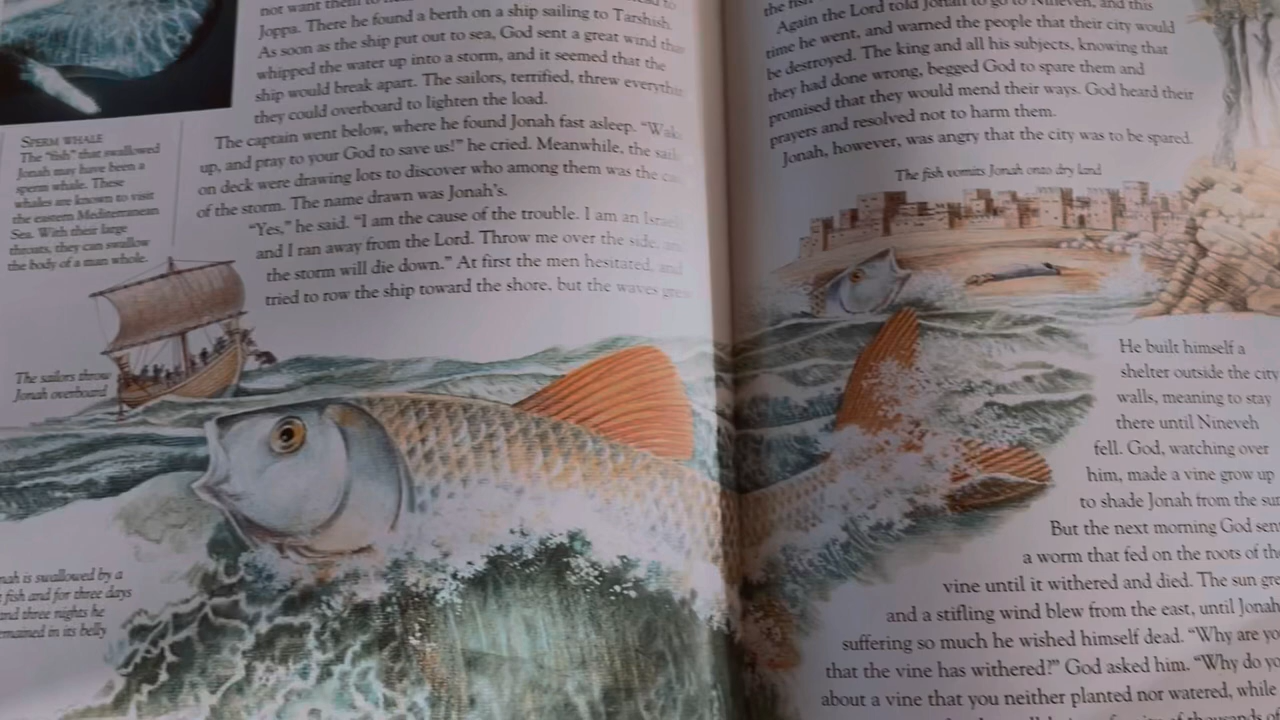 not want them to
Joppa. There he found a berth on a ship sailing to Tarshish.
As soon as the ship put out to sea, God sent a great wind that
whipped the water up into a storm, and it seemed that the
ship would break apart. The sailors, terrified, threw everythin
they could overboard to lighten the load.
The captain went below, where he found Jonah fast asleep. "Wake
up, and pray to your God to save us!" he cried. Meanwhile, the sail
on deck were drawing lots to discover who among them was the
of the storm. The name drawn was Jonah's.
"Yes," he said. "I am the cause of the trouble. I am an
and I ran away from the Lord. Throw me over the side, and
the storm will die down." At first the men hesitated, and
tried to row the ship toward the shore, but the waves
SPERM WHALE
The "fish" that swallowed
Jonah may have been a
sperm whale. These
whales are known to visit
the eastern Mediterranean
Sea. With their large
throats, they can swallow
the body of a man whole.
The sailors throw
Jonah overboard
nah is swallowed by a
fish and for three days
and three nights he
emained in its belly
the fish
Again the Lord told Jonah to go to Nineveh, and this
time he went, and warned the people that their city would
be destroyed. The king and all his subjects, knowing that
they had done wrong, begged God to spare them and
promised that they would mend their ways. God heard their
prayers and resolved not to harm them.
Jonah, however, was angry that the city was to be spared.
The fish vomits Jonah onto dry land
He built himself a
shelter outside the city
walls, meaning to stay
there until Nineveh
fell. God, watching over
him, made a vine grow up
to shade Jonah from the sun
But the next morning God sen
a worm that fed on the roots of the
vine until it withered and died. The sun gre
and a stifling wind blew from the east, until Jonah
suffering so much he wished himself dead. "Why are yo
that the vine has withered?" God asked him. "Why do yo
about a vine that you neither planted nor watered, while
of thousands of